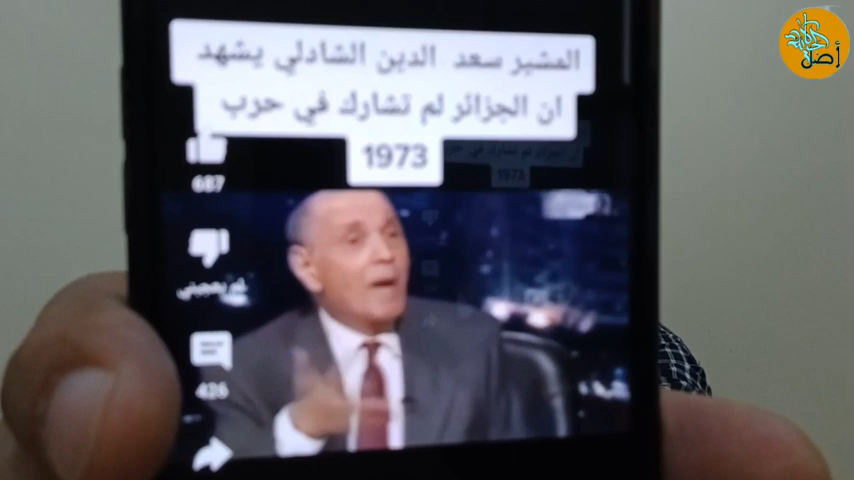 المشير سعد الدين الشاذلي يشهد
ان الجزائر لم تشارك في حرب
1973
687
لم يعجبني
426
أصل